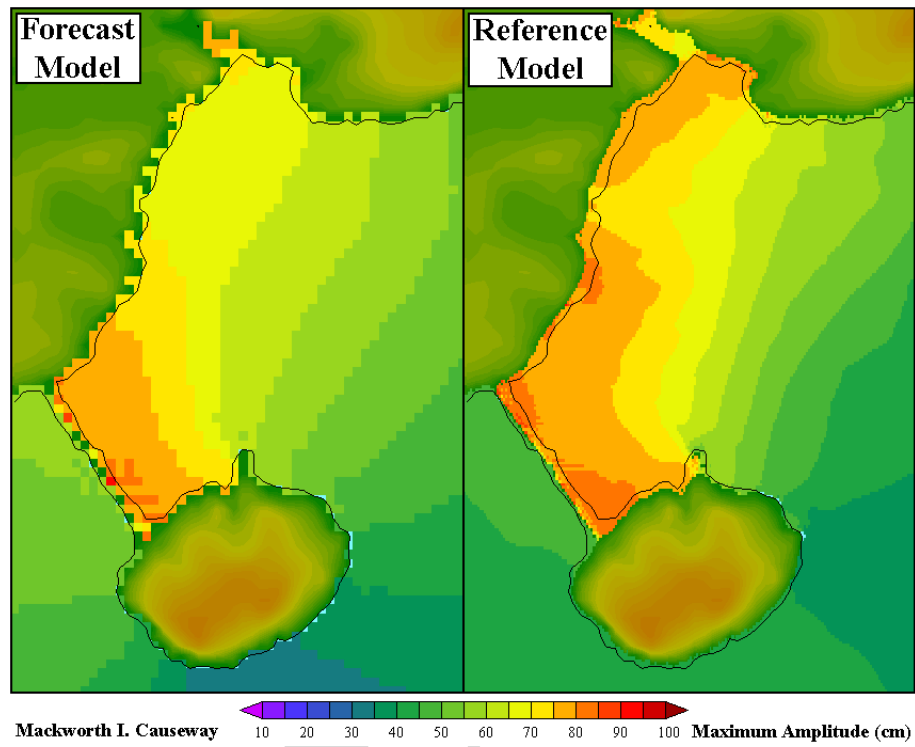 Forecast
Model
Reference
Model
Mackworth I. Causeway
10 20 30 40 50 60 70 80 90 100
Maximum Amplitude (cm)